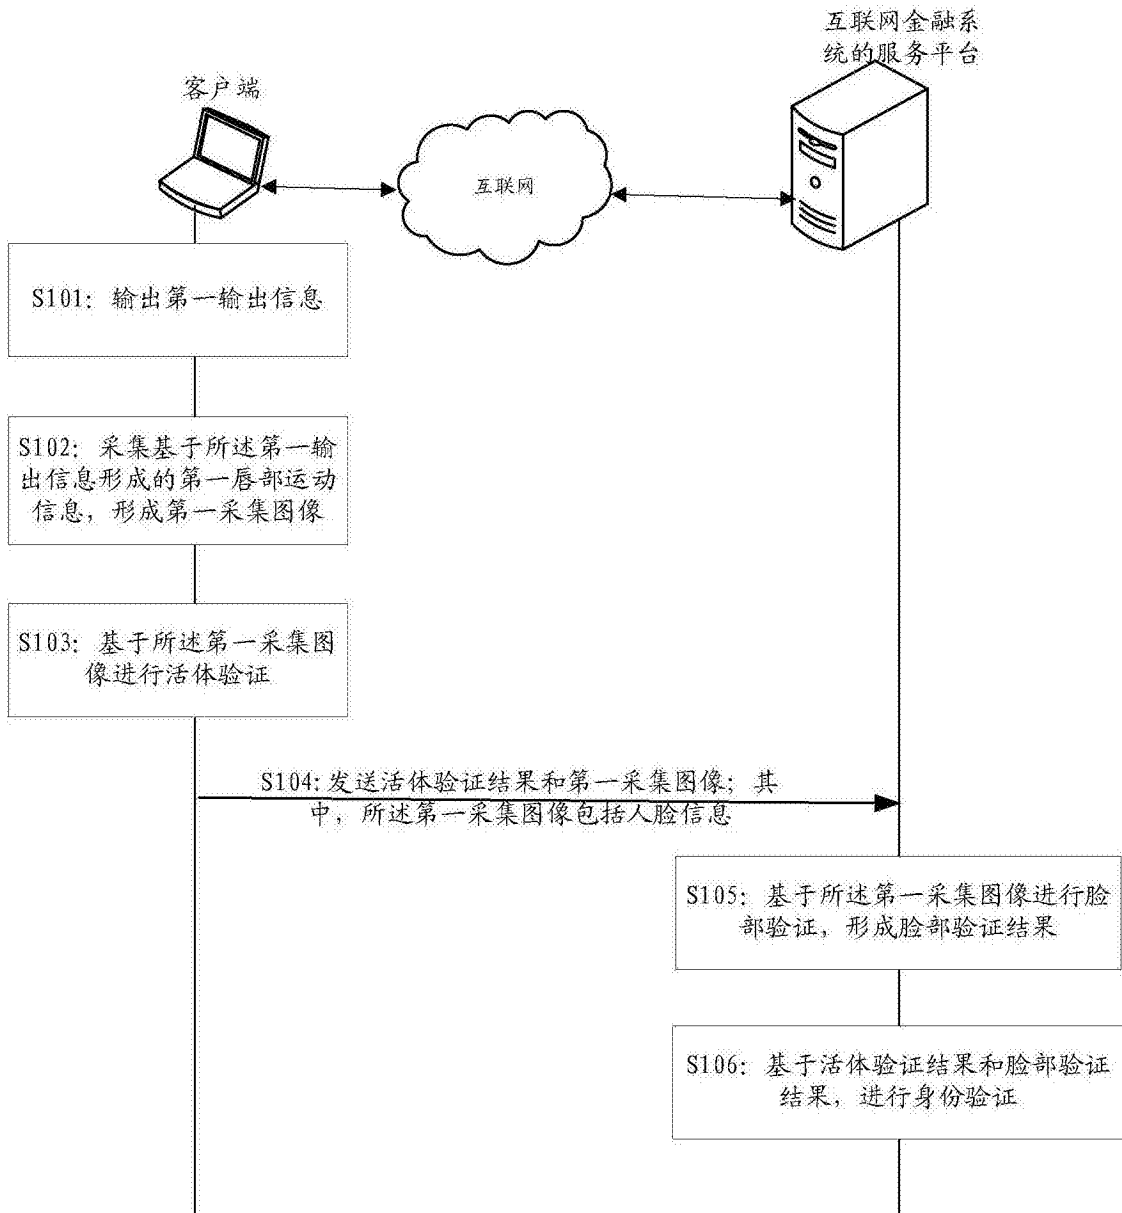 互联网金融系
统的服务平台
客户端
互联网
S101：输出第一输出信息
S102：采集基于所述第一输
出信息形成的第一唇部运动
信息，形成第一采集图像
S103：基于所述第一采集图
像进行活体验证
S104：发送活体验证结果和第一采集图像；其
中，所述第一采集图像包括人脸信息
S105：基于所述第一采集图像进行脸
部验证，形成脸部验证结果
S106：基于活体验证结果和脸部验证
结果，进行身份验证